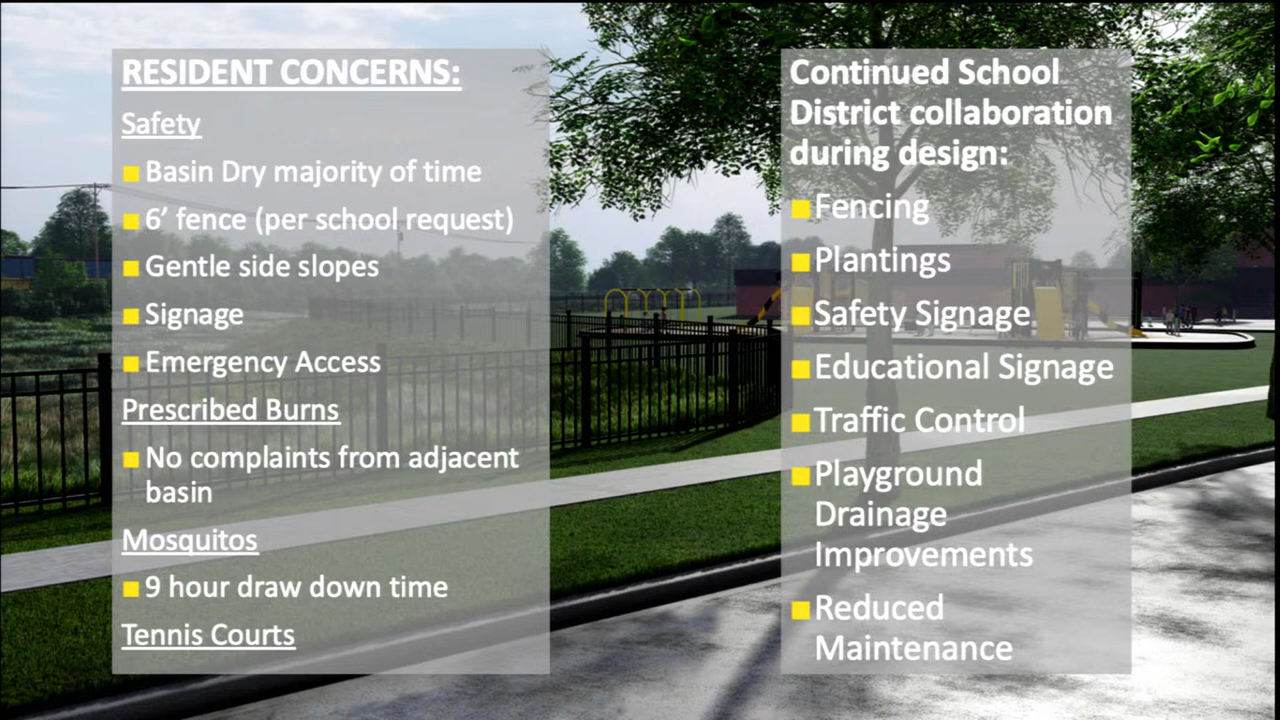 RESIDENT CONCERNS:
Safety
Basin Dry majority of time
6’ fence (per school request)
Gentle side slopes
Signage
Emergency Access
Prescribed Burns
No complaints from adjacent
basin
Mosquitos
9 hour draw down time
Tennis Courts
Continued School
District collaboration
during design:
Fencing
Plantings
Safety Signage
Educational Signage
Traffic Control
Playground
Drainage
Improvements
Reduced
Maintenance